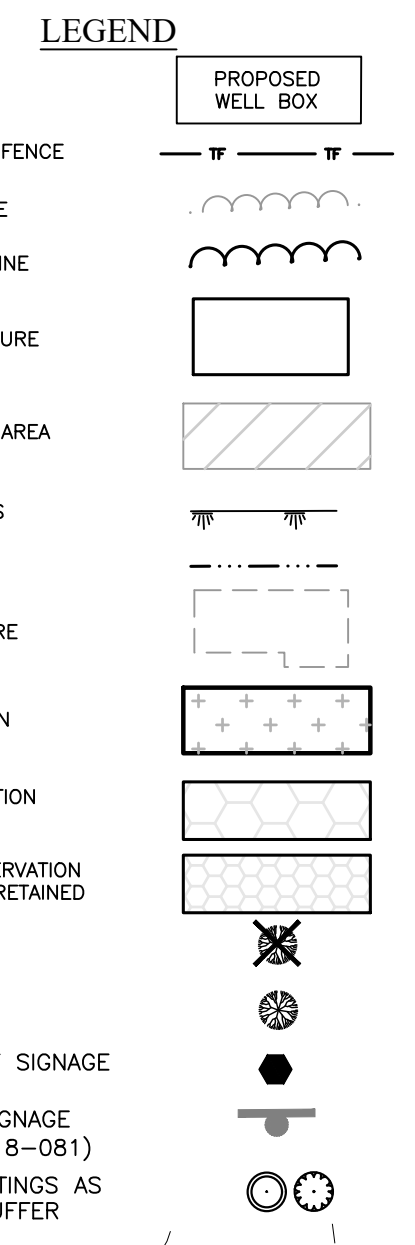 LEGEND
PROPOSED
WELL BOX
FENCE
TF TF
E
INE
URE
AREA
S
RE
N
TION
ERVATION
RETAINED
SIGNAGE
GNAGE
8-081)
TINGS AS
UFFER